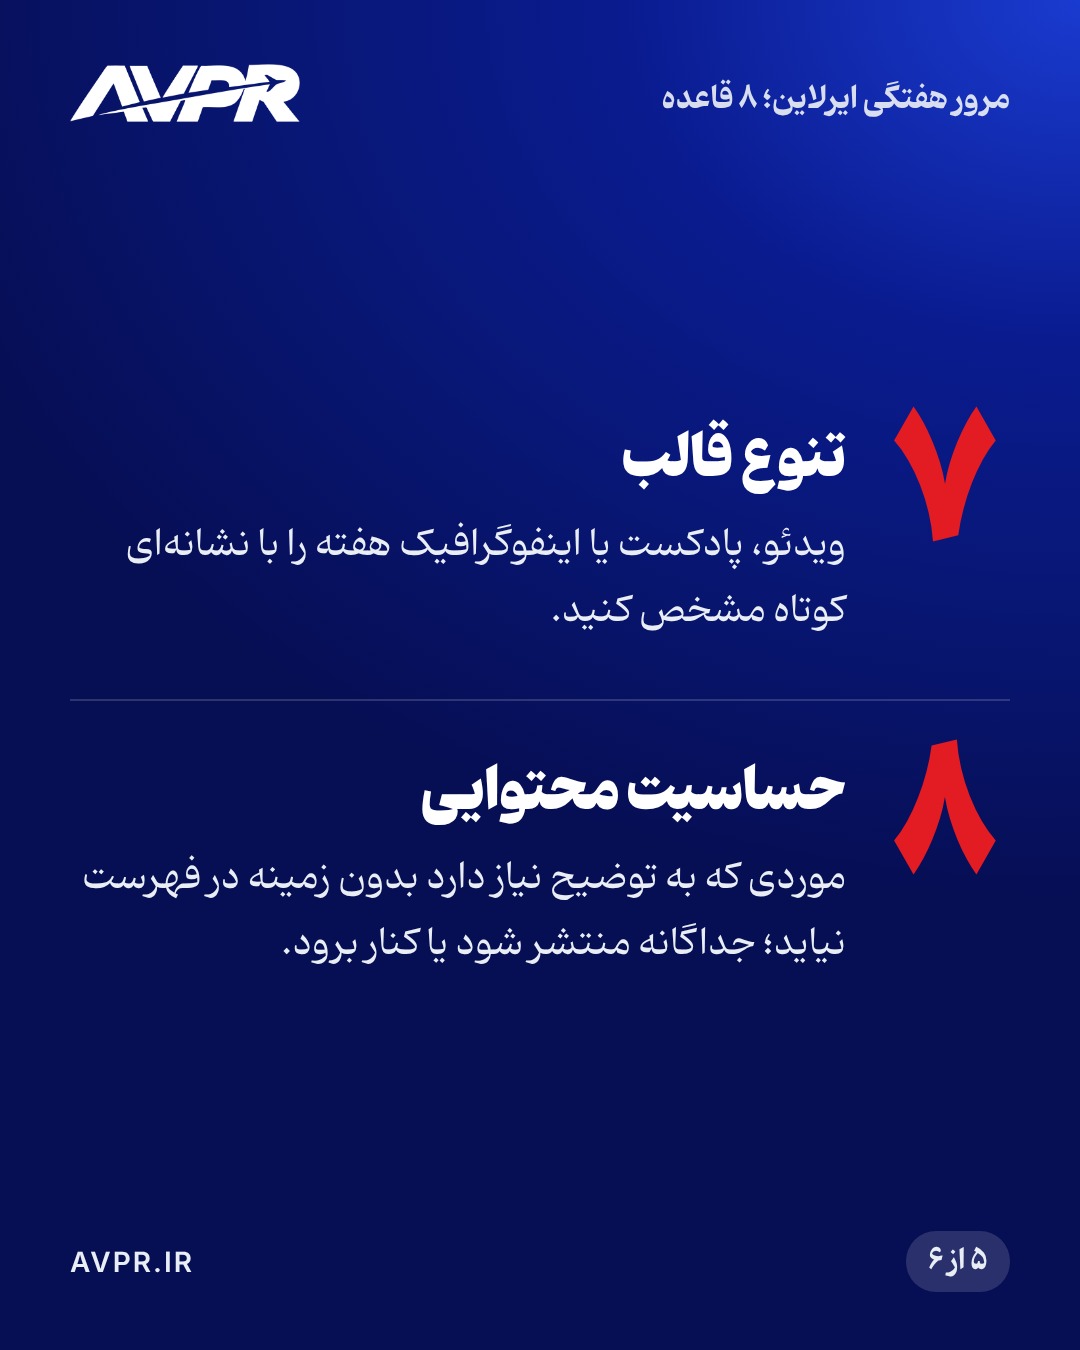 AVPR
مرور هفتگی ایرلاین؛ ۸ قاعده
۷
تنوع قالب
ویدئو، پادکست یا اینفوگرافیک هفته را با نشانه‌ای
کوتاه مشخص کنید.
۸
حساسیت محتوایی
موردی که به توضیح نیاز دارد بدون زمینه در فهرست
نیاید؛ جداگانه منتشر شود یا کنار برود.
AVPR.IR
۵ از ۶